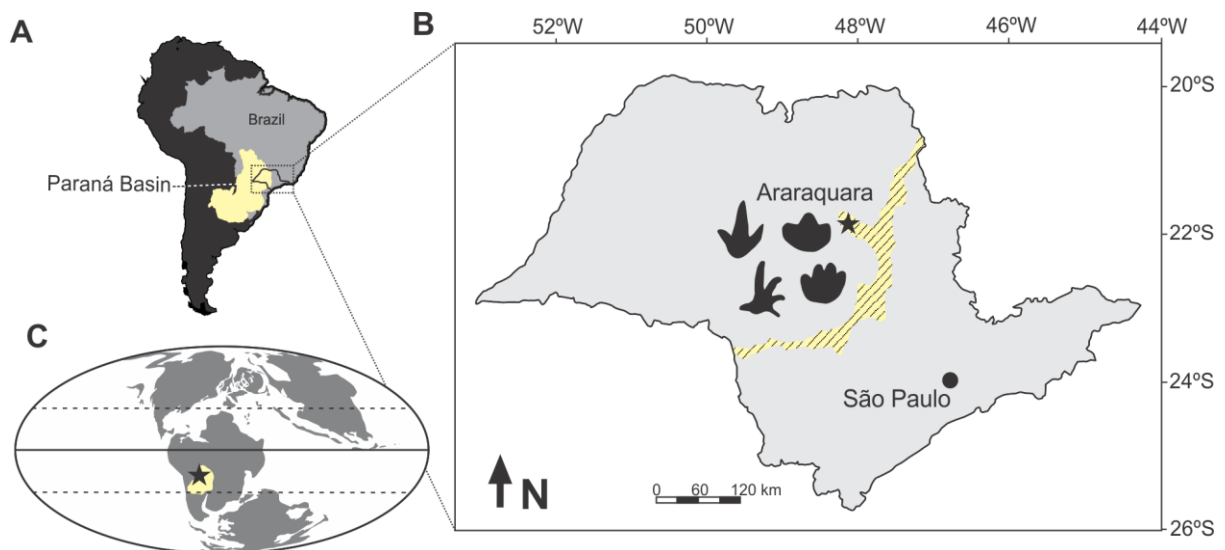 A
Brazil
Paraná Basin
B
52ºW
50ºW
48ºW
46ºW
44ºW
20ºS
22ºS
24ºS
26ºS
Araraquara
São Paulo
N
0 60 120 km
C